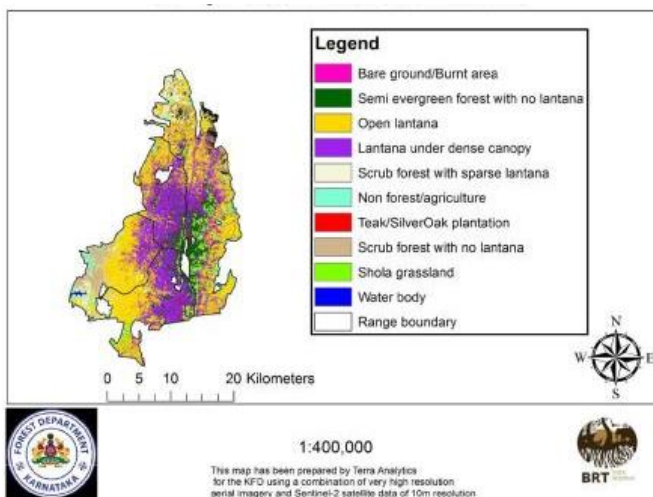 Legend
Bare ground/Burnt area
Semi evergreen forest with no lantana
Open lantana
Lantana under dense canopy
Scrub forest with sparse lantana
Non forest/agriculture
Teak/SilverOak plantation
Scrub forest with no lantana
Shola grassland
Water body
Range boundary
N
W E
S
0 5 10 20 Kilometers
FOREST DEPARTMENT
KARNATAKA
1:400,000
BRT
This map has been prepared by Terra Analytics
for the KFD using a combination of very high resolution
aerial imagery and Sentinel-2 satellite data of 10m resolution